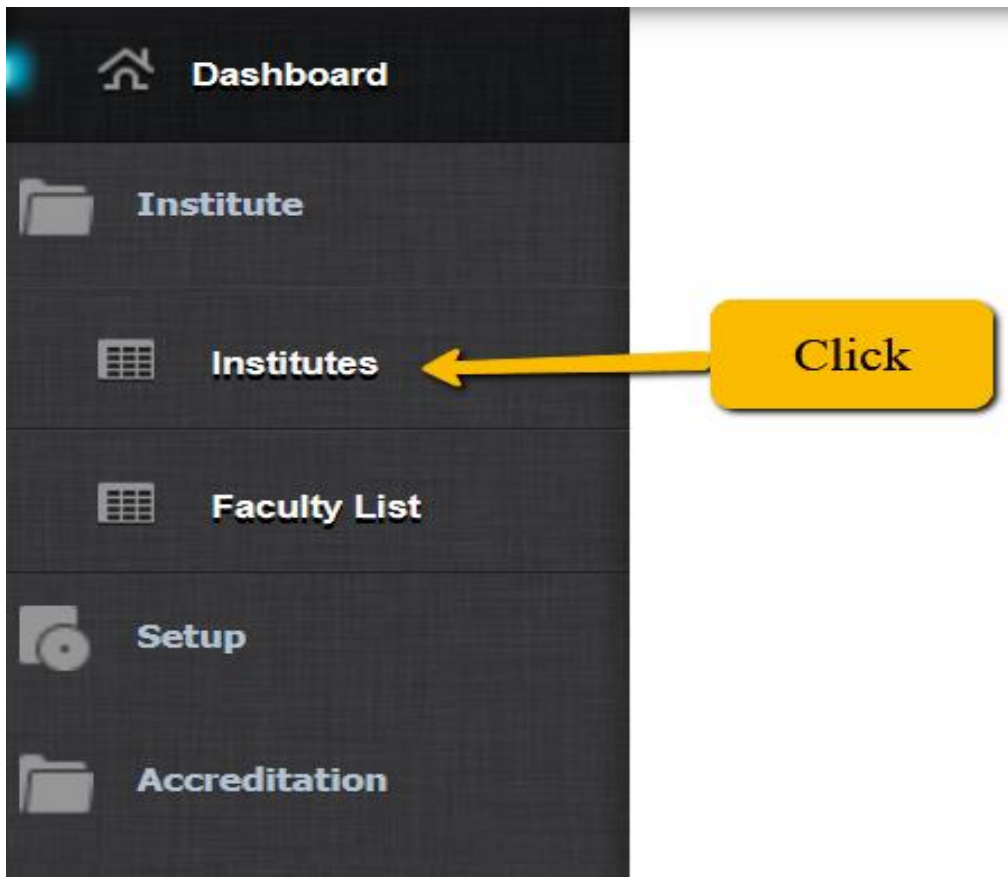 Dashboard
Institute
Institutes
Click
Faculty List
Setup
Accreditation